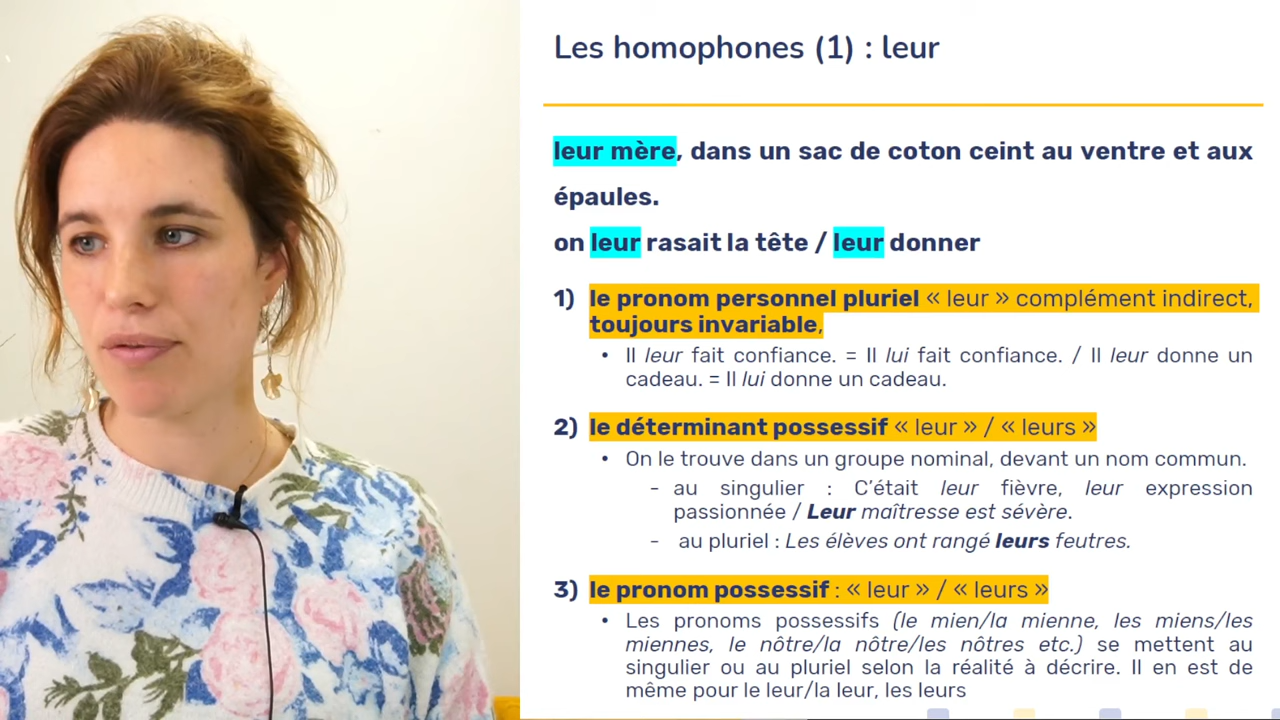 Les homophones (1) : leur
leur mère, dans un sac de coton ceint au ventre et aux
épaules.
on leur rasait la tête / leur donner
1) le pronom personnel pluriel « leur » complément indirect,
toujours invariable,
• Il leur fait confiance. = Il lui fait confiance. / Il leur donne un
cadeau. = Il lui donne un cadeau.
2) le déterminant possessif « leur » / « leurs »
• On le trouve dans un groupe nominal, devant un nom commun.
- au singulier : C'était leur fièvre, leur expression
passionnée / Leur maîtresse est sévère.
- au pluriel : Les élèves ont rangé leurs feutres.
3) le pronom possessif : « leur » / « leurs »
• Les pronoms possessifs (le mien/la mienne, les miens/les
miennes, le nôtre/la nôtre/les nôtres etc.) se mettent au
singulier ou au pluriel selon la réalité à décrire. Il en est de
même pour le leur/la leur, les leurs